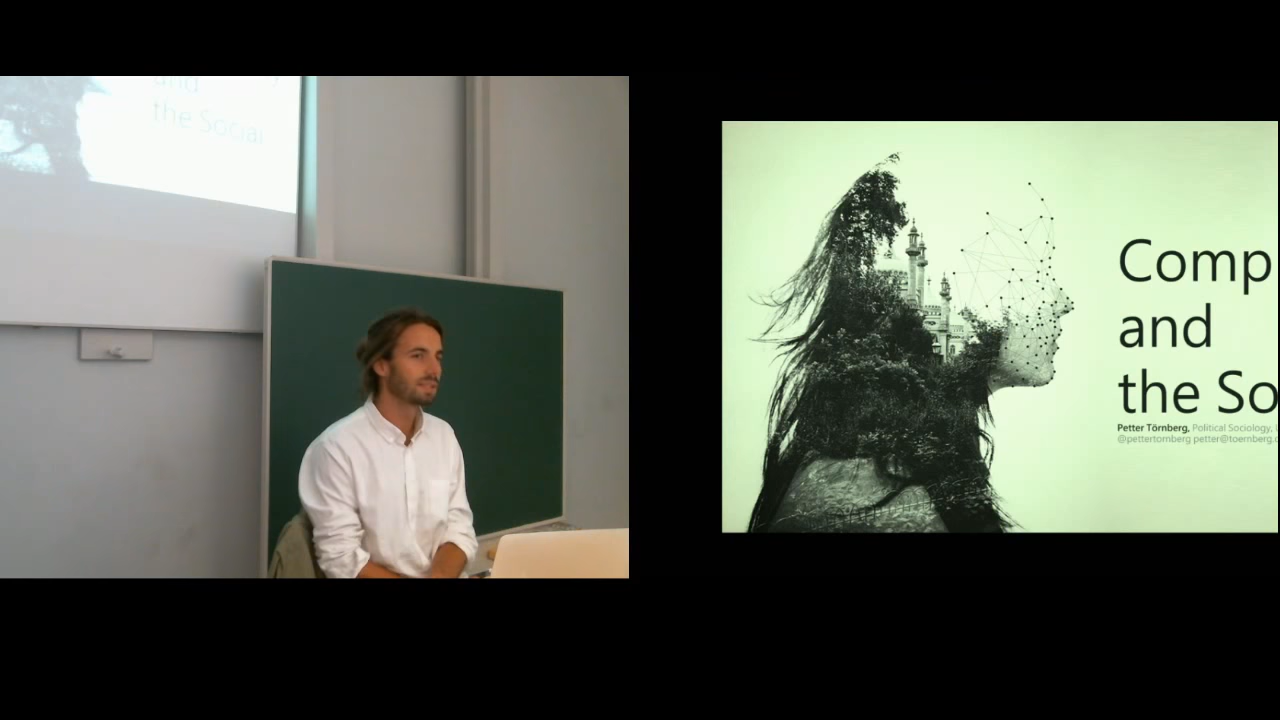 and
the Social
Comp
and
the So
Petter Törnberg, Political Sociology,
@pettertornberg petter@toernberg.